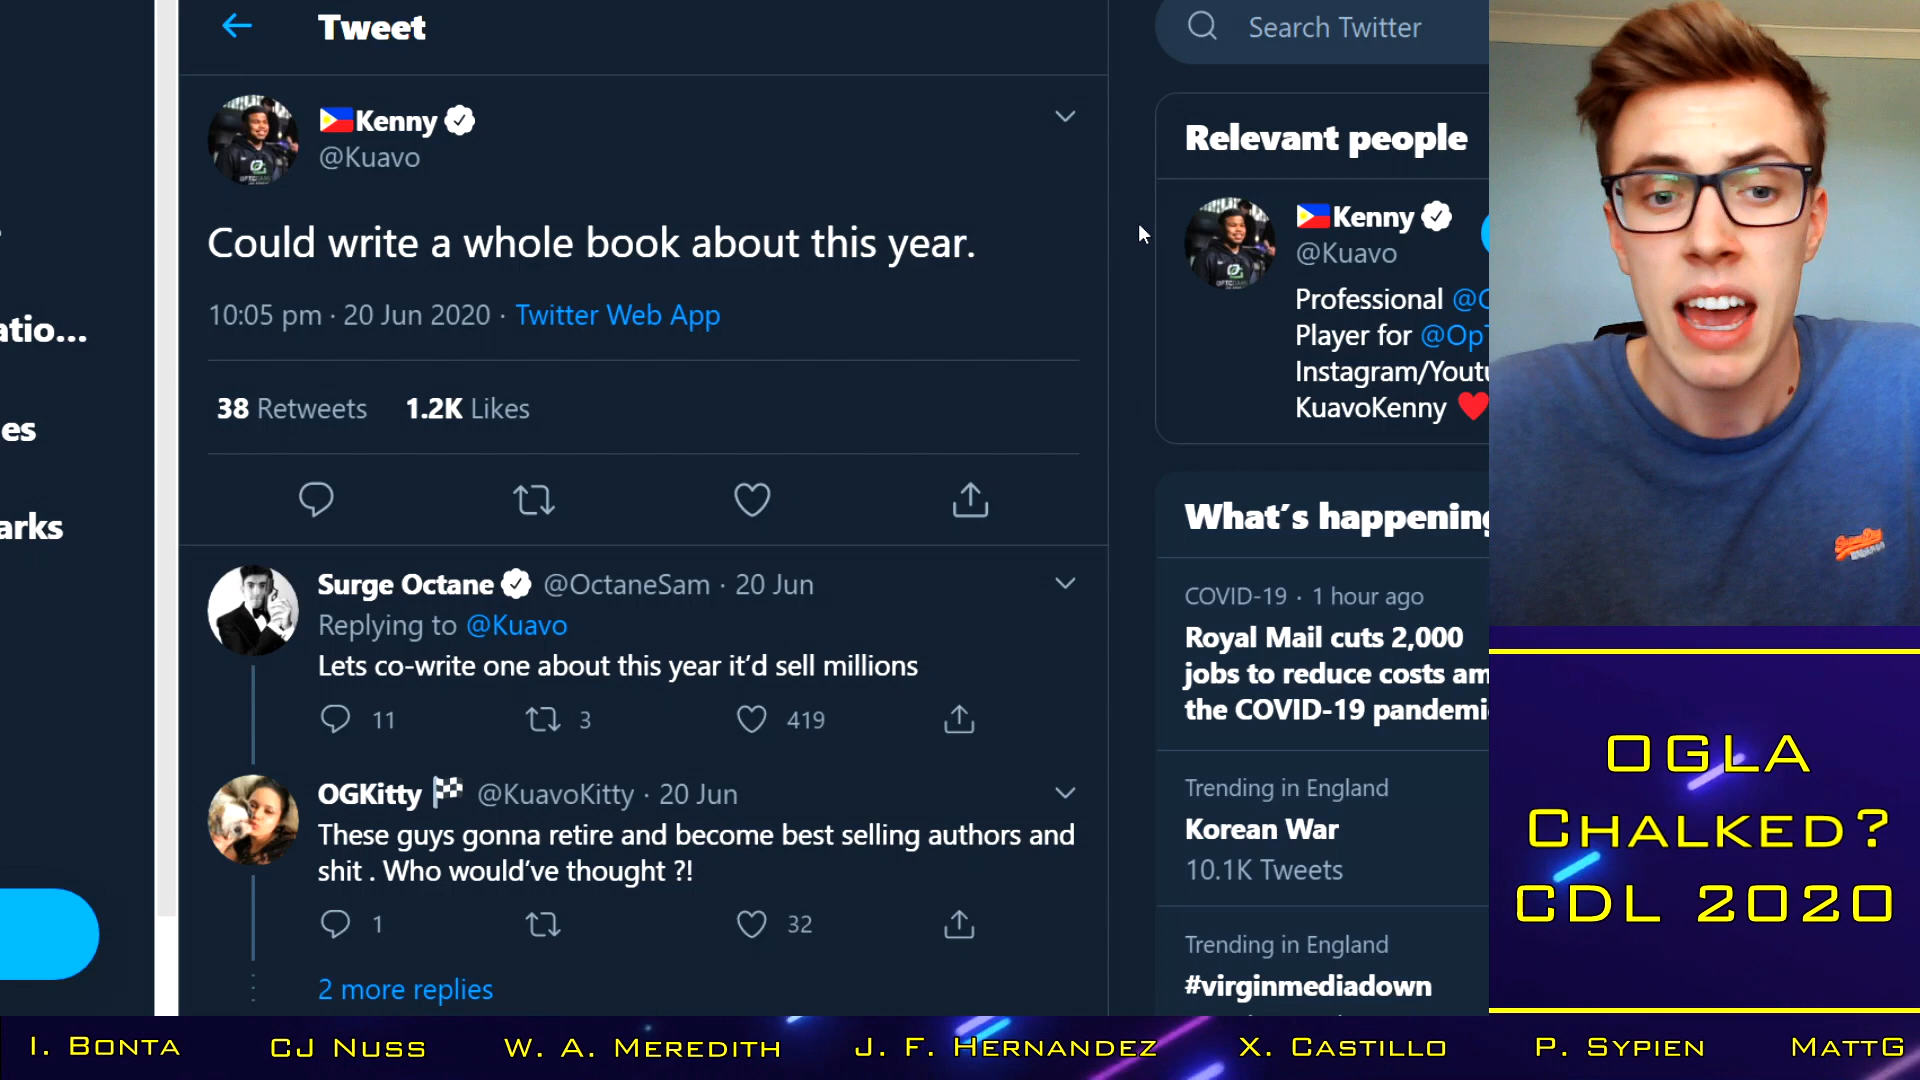 Tweet
Kenny
@Kuavo
Could write a whole book about this year.
10:05 pm · 20 Jun 2020 · Twitter Web App
38 Retweets 1.2K Likes
Surge Octane @OctaneSam · 20 Jun
Replying to @Kuavo
Lets co-write one about this year it'd sell millions
11 3 419
OGKitty @KuavoKitty · 20 Jun
These guys gonna retire and become best selling authors and
shit . Who would've thought ?!
1 32
2 more replies
atio...
es
arks
Search Twitter
Relevant people
Kenny
@Kuavo
Professional @
Player for @Op
Instagram/Yout
KuavoKenny
What's happening
COVID-19 · 1 hour ago
Royal Mail cuts 2,000
jobs to reduce costs am
the COVID-19 pandemi
Trending in England
Korean War
10.1K Tweets
Trending in England
#virginmediadown
OGLA
CHALKED?
CDL 2020
I. BONTA CJ NUSS W. A. MEREDITH J. F. HERNANDEZ X. CASTILLO P. SYPIEN MATTG